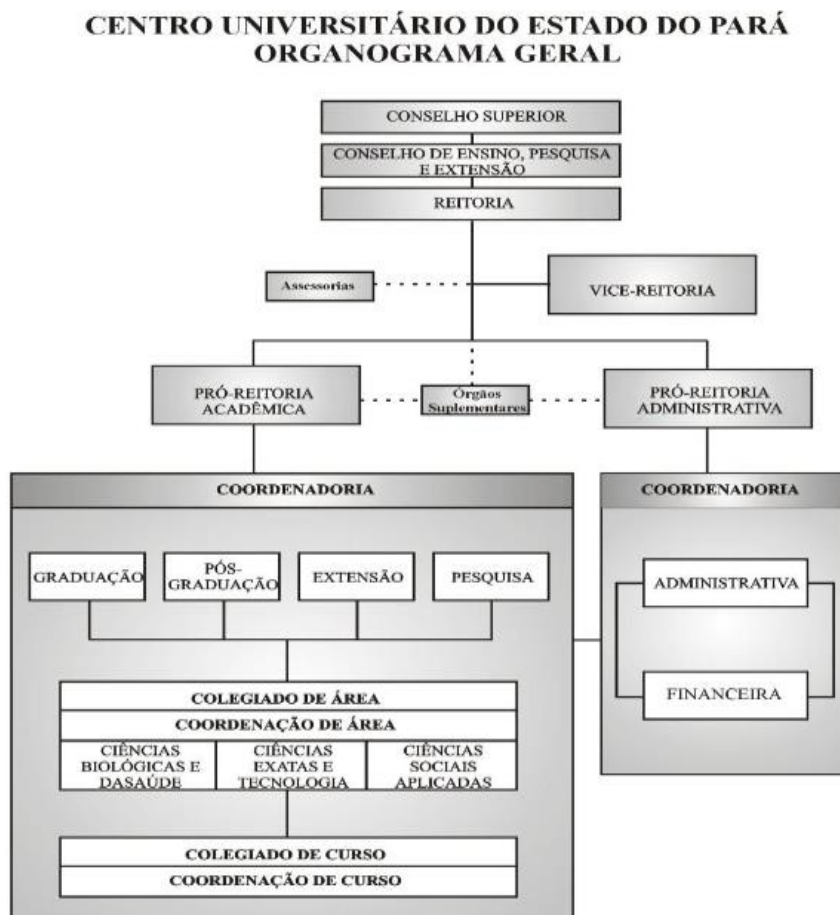 CENTRO UNIVERSITÁRIO DO ESTADO DO PARÁ
ORGANOGRAMA GERAL
CONSELHO SUPERIOR
CONSELHO DE ENSINO, PESQUISA
E EXTENSÃO
REITORIA
Assessorias
VICE-REITORIA
PRÓ-REITORIA
ACADÊMICA
Órgãos
Suplementares
PRÓ-REITORIA
ADMINISTRATIVA
COORDENADORIA
COORDENADORIA
GRADUAÇÃO
PÓS-
GRADUAÇÃO
EXTENSÃO
PESQUISA
ADMINISTRATIVA
FINANCEIRA
COLEGIADO DE ÁREA
COORDENAÇÃO DE ÁREA
CIÊNCIAS
BIOLÓGICAS E
DASAÚDE
CIÊNCIAS
EXATAS E
TECNOLOGIA
CIÊNCIAS
SOCIAIS
APLICADAS
COLEGIADO DE CURSO
COORDENAÇÃO DE CURSO